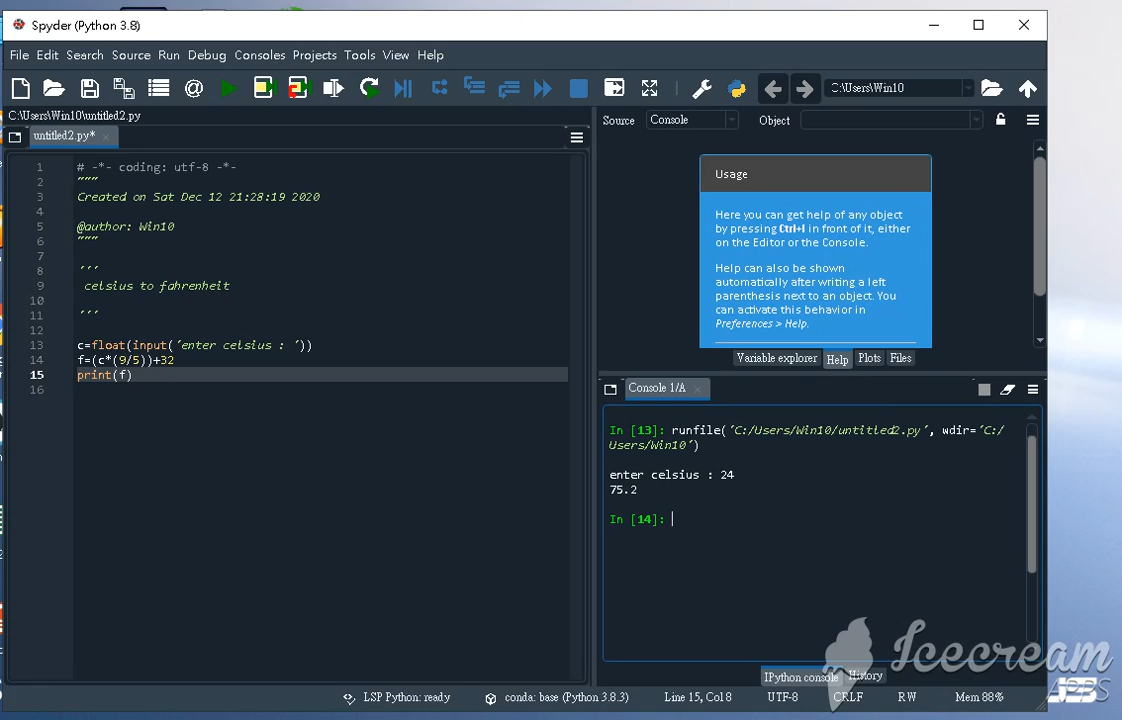 Spyder (Python 3.8)
File Edit Search Source Run Debug Consoles Projects Tools View Help
C:\Users\Win10
C:\Users\Win10\untitled2.py
untitled2.py*
Source Console Object
1 # -*- coding: utf-8 -*-
2 """
3 Created on Sat Dec 12 21:28:19 2020
4
5 @author: Win10
6 """
7
8 '''
9 celsius to fahrenheit
10
11 '''
12
13 c=float(input('enter celsius : '))
14 f=(c*(9/5))+32
15 print(f)
16
Usage
Here you can get help of any object
by pressing Ctrl+I in front of it, either
on the Editor or the Console.
Help can also be shown
automatically after writing a left
parenthesis next to an object. You
can activate this behavior in
Preferences > Help.
Variable explorer Help Plots Files
Console 1/A
In [13]: runfile('C:/Users/Win10/untitled2.py', wdir='C:/
Users/Win10')
enter celsius : 24
75.2
In [14]:
IPython console History
LSP Python: ready conda: base (Python 3.8.3) Line 15, Col 8 UTF-8 CRLF RW Mem 88%
Icecream
APPS